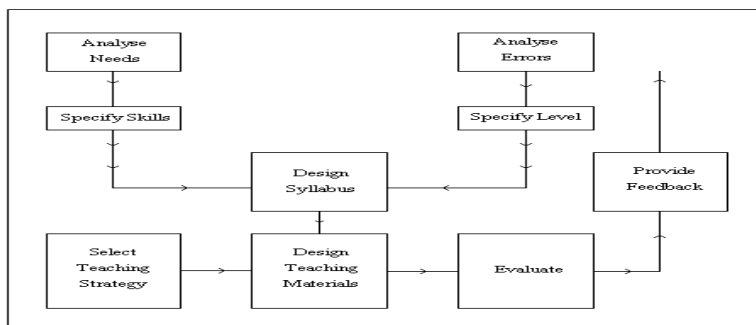 Analyse
Needs
Analyse
Errors
Specify Skills
Specify Level
Design
Syllabus
Provide
Feedback
Select
Teaching
Strategy
Design
Teaching
Materials
Evaluate